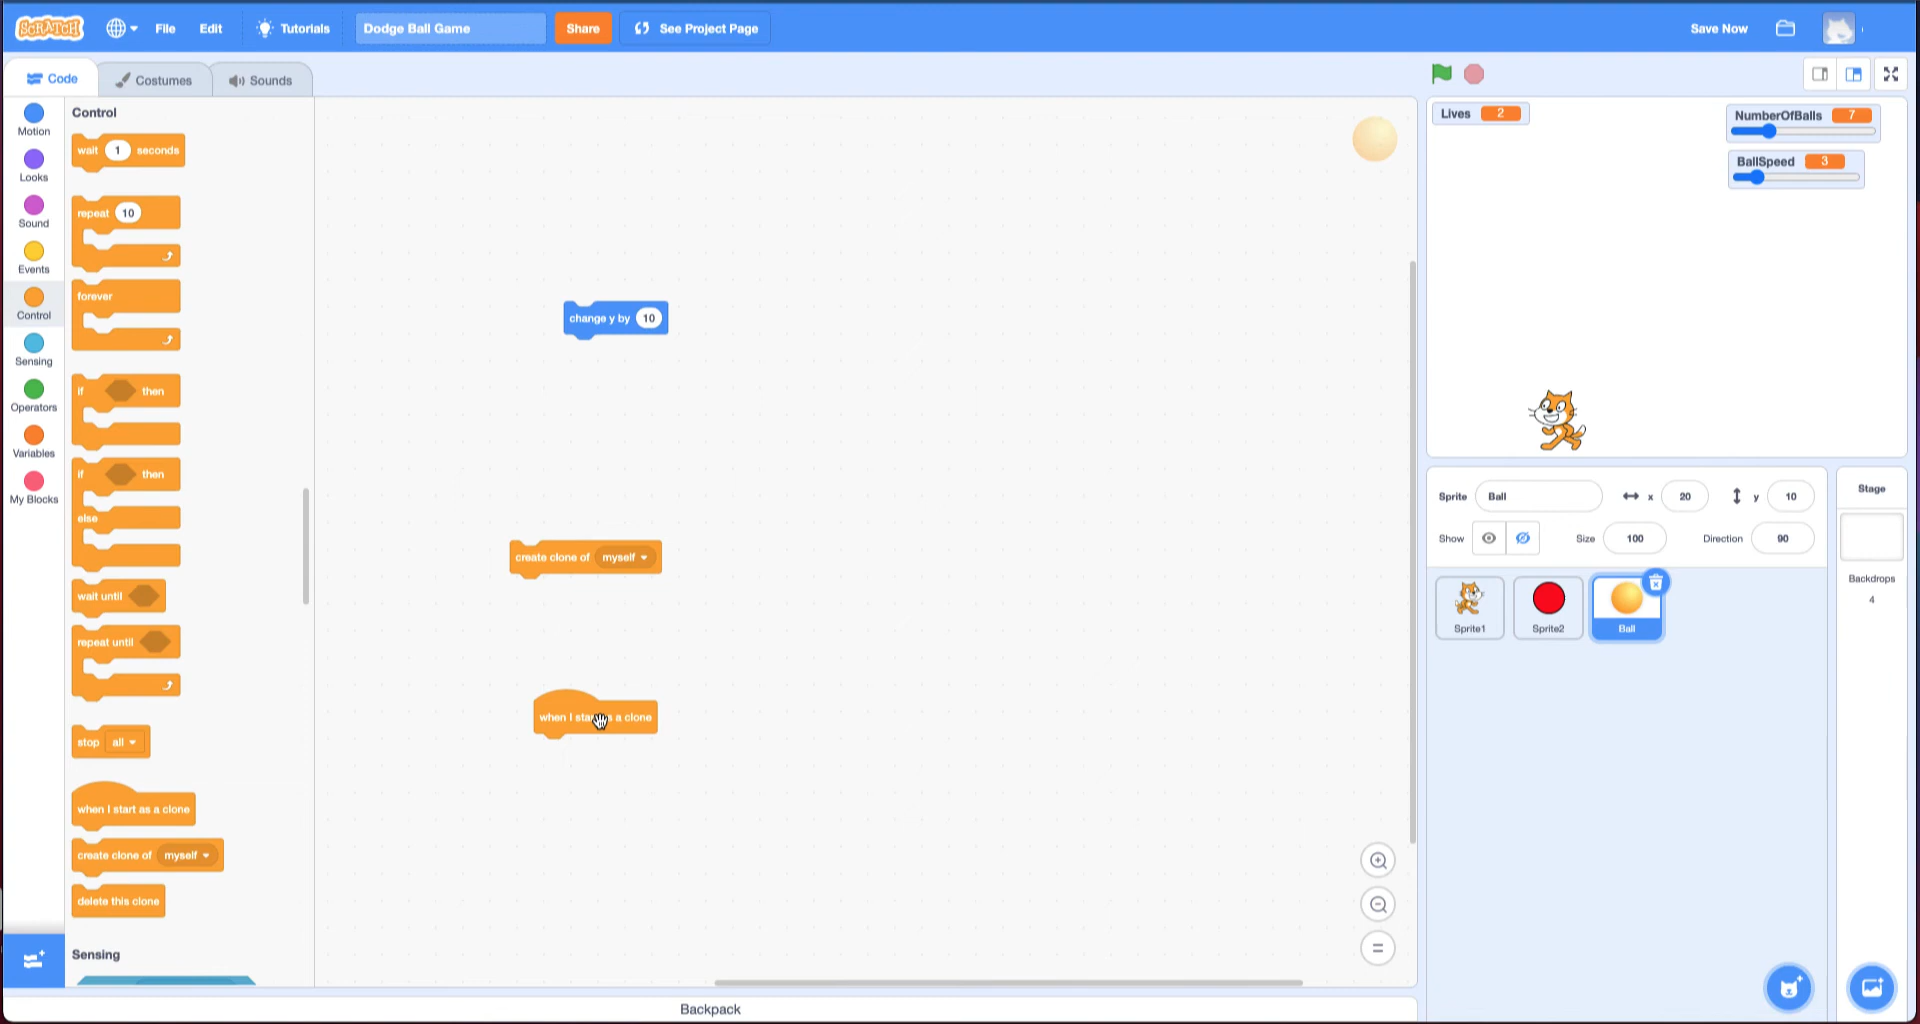 SCRATCH File Edit Tutorials Dodge Ball Game Share See Project Page Save Now
Code Costumes Sounds
Motion
Looks
Sound
Events
Control
Sensing
Operators
Variables
My Blocks
Control
wait 1 seconds
repeat 10
forever
if then
if then
else
wait until
repeat until
stop all
when I start as a clone
create clone of myself
delete this clone
Sensing
change y by 10
create clone of myself
when I a clone
Backpack
Lives 2
NumberOfBalls 7
BallSpeed 3
Sprite Ball x 20 y 10
Show Size 100 Direction 90
Sprite1
Sprite2
Ball
Stage
Backdrops
4